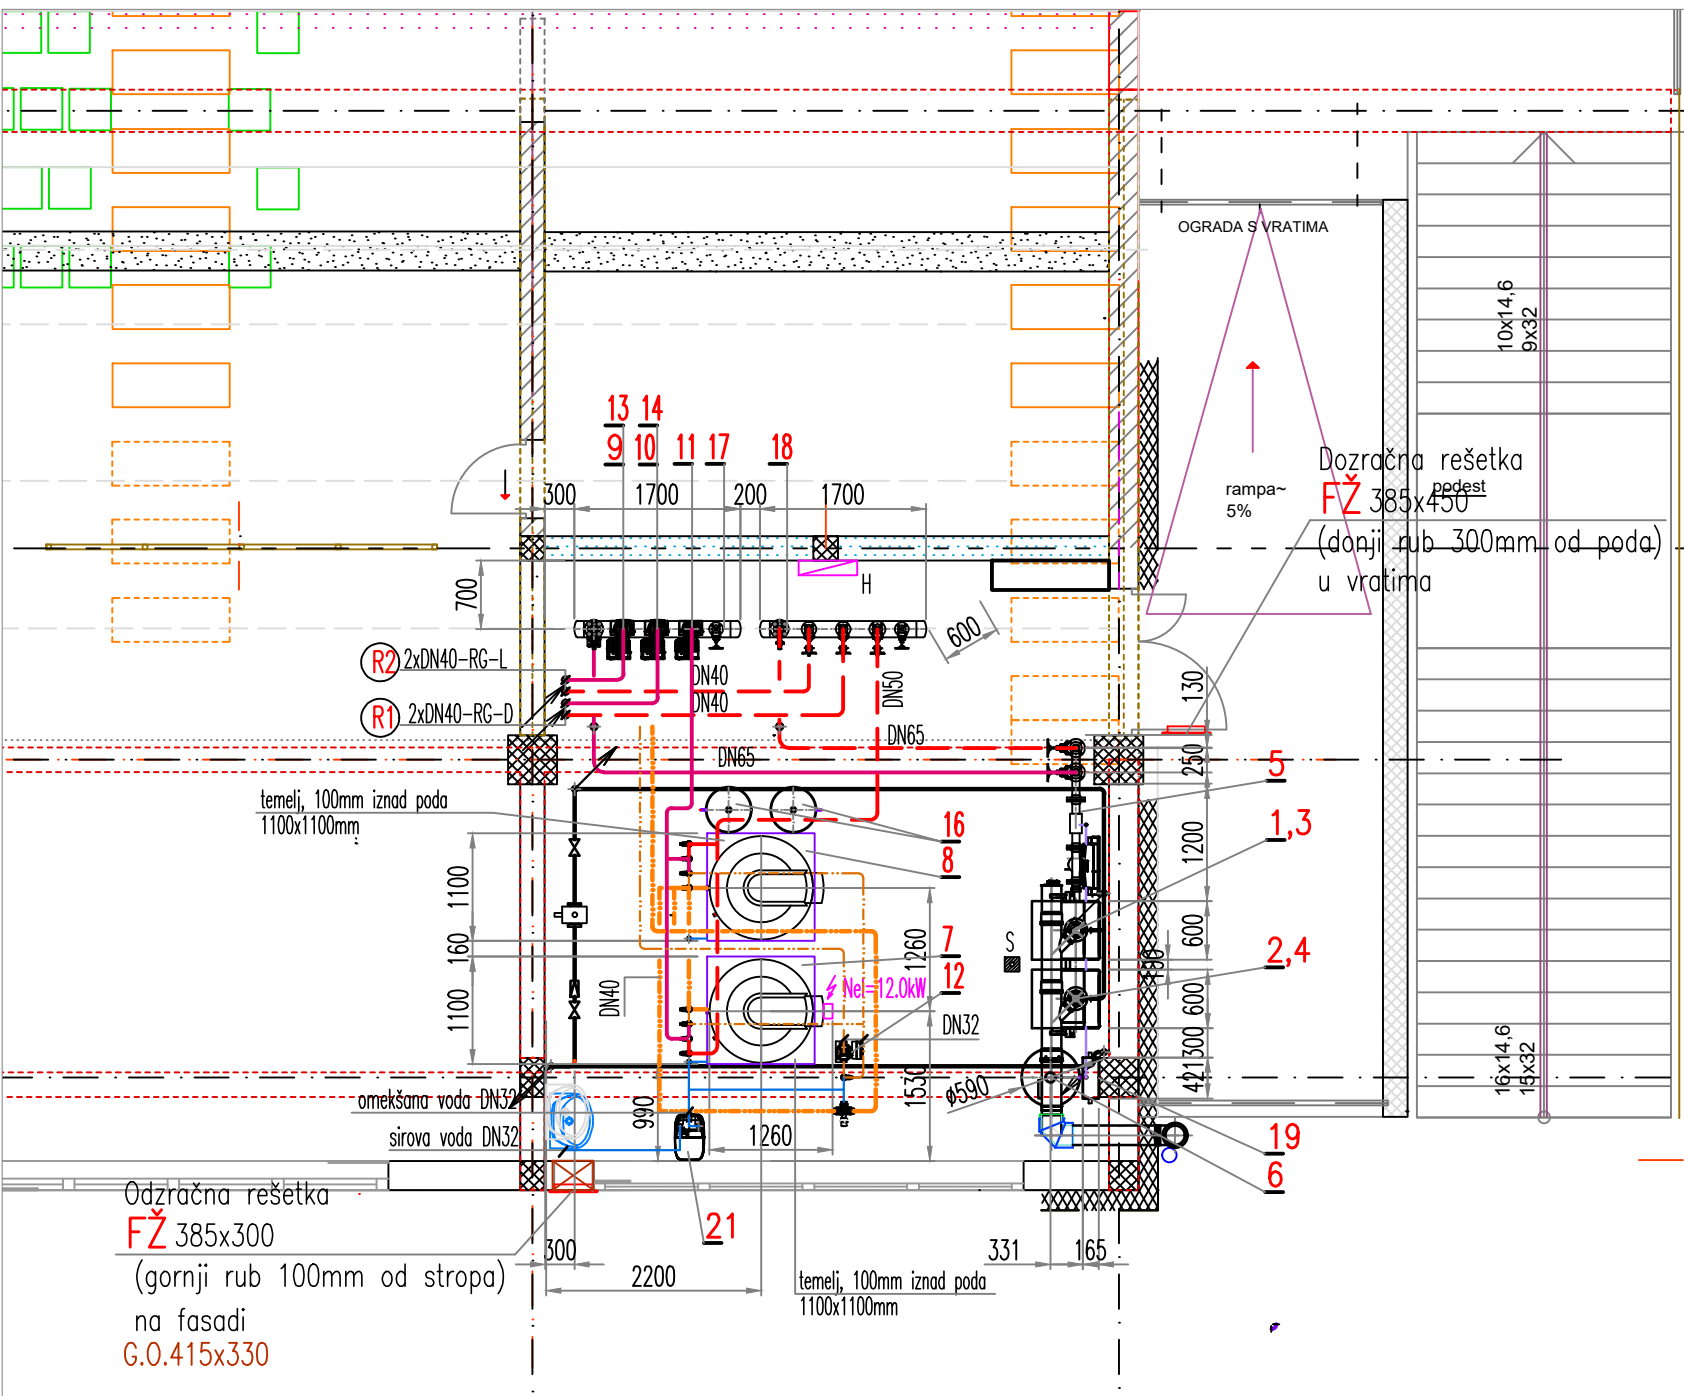 OGRADA S VRATIMA
10x14,6
9x32
13 14
9 10 11 17 18
300 1700 200 1700
Dozračna rešetka
FŽ 385x450
podest
(donji rub 300mm od poda)
u vratima
rampa~
5%
H
700
600
R2 2xDN40-RG-L
DN40
DN40
DN50
R1 2xDN40-RG-D
130
DN65
DN65
250
5
temelj, 100mm iznad poda
1100x1100mm
16
1,3
8
1200
1100
160
1100
7
12
1260
600
2,4
S
100
Nel=12.0kW
DN40
DN32
600
300
421
16x14,6
15x32
omekšana voda DN32
sirova voda DN32
990
1260
1530
ϕ590
19
6
Odzračna rešetka
FŽ 385x300
(gornji rub 100mm od stropa)
na fasadi
G.O.415x330
21
300
2200
331 165
temelj, 100mm iznad poda
1100x1100mm